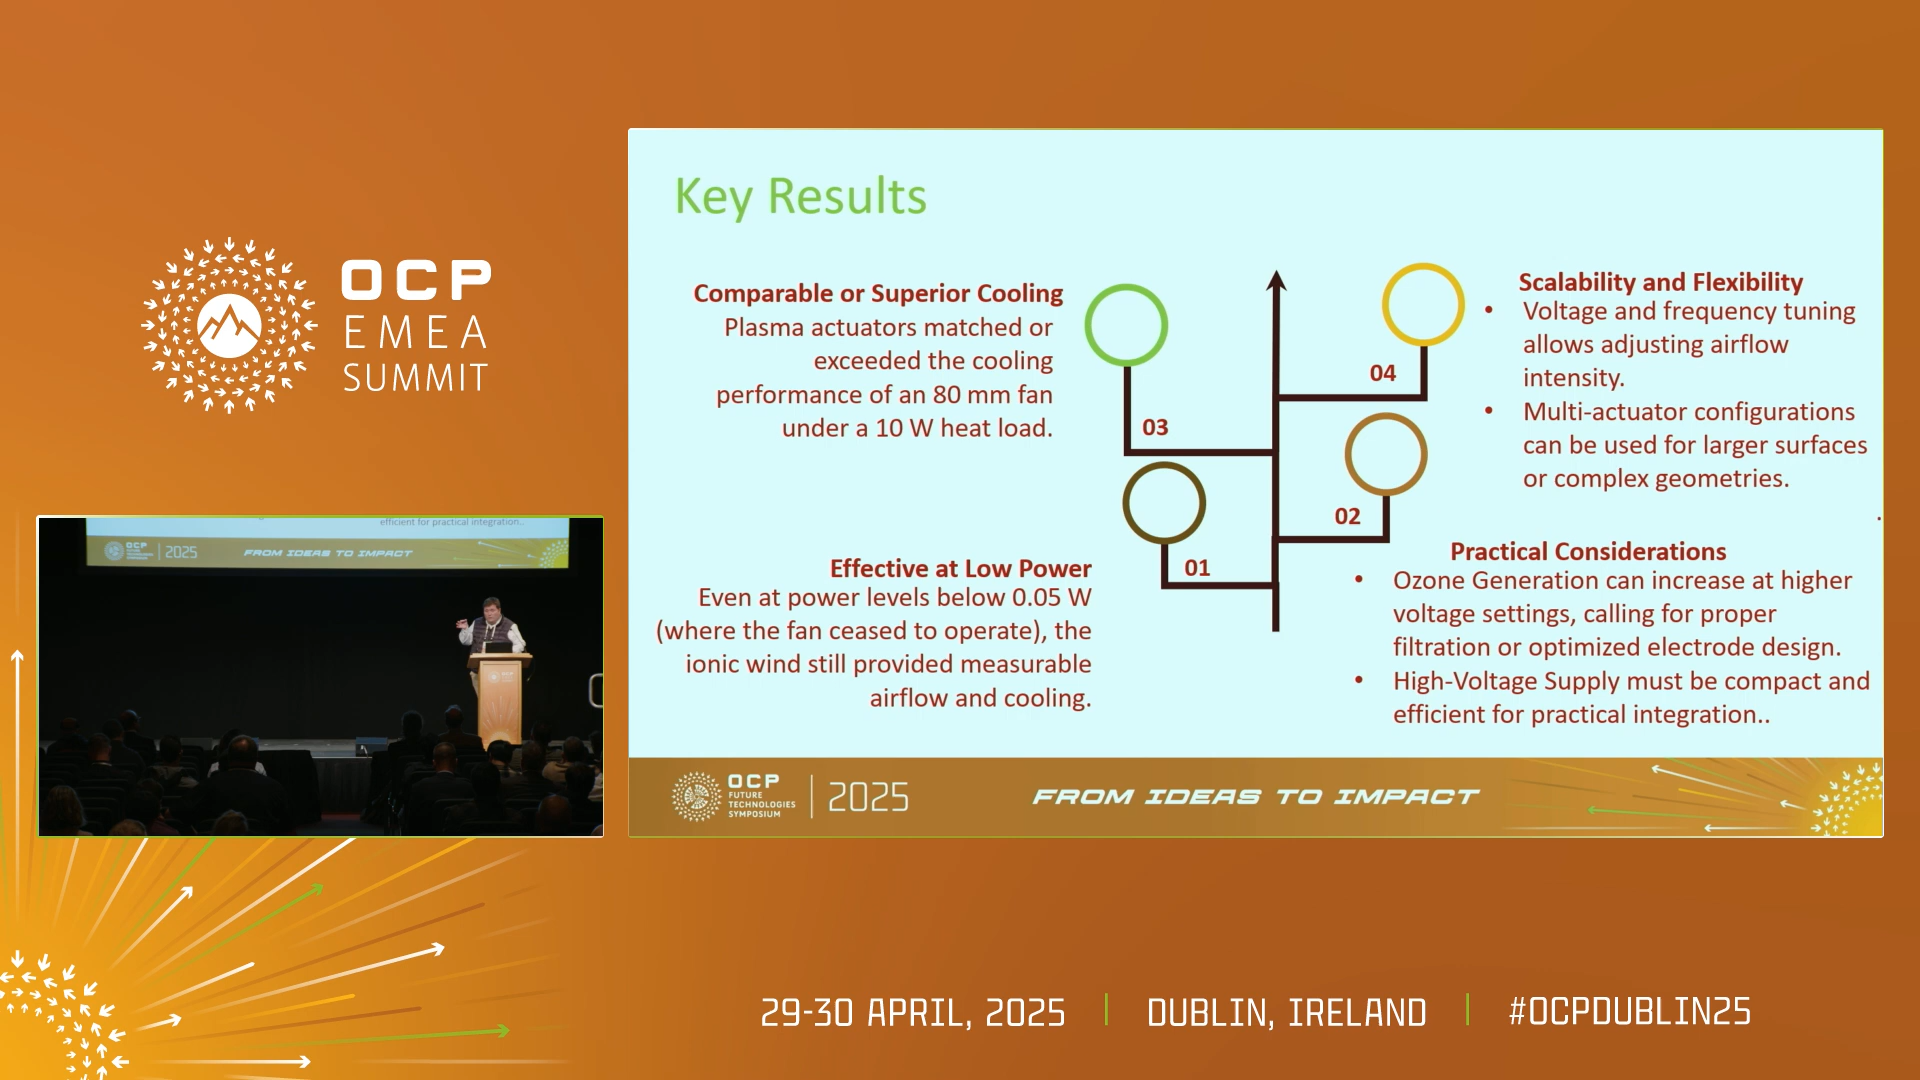 OCP
EMEA
SUMMIT
efficient for practical integration..
OCP
FUTURE
TECHNOLOGIES
SYMPOSIUM
2025
FROM IDEAS TO IMPACT
Key Results
Comparable or Superior Cooling
Plasma actuators matched or
exceeded the cooling
performance of an 80 mm fan
under a 10 W heat load.
03
04
Scalability and Flexibility
• Voltage and frequency tuning
allows adjusting airflow
intensity.
• Multi-actuator configurations
can be used for larger surfaces
or complex geometries.
Effective at Low Power
Even at power levels below 0.05 W
(where the fan ceased to operate), the
ionic wind still provided measurable
airflow and cooling.
01
02
Practical Considerations
• Ozone Generation can increase at higher
voltage settings, calling for proper
filtration or optimized electrode design.
• High-Voltage Supply must be compact and
efficient for practical integration..
OCP
FUTURE
TECHNOLOGIES
SYMPOSIUM
2025
FROM IDEAS TO IMPACT
29-30 APRIL, 2025
DUBLIN, IRELAND
#OCPDUBLIN25